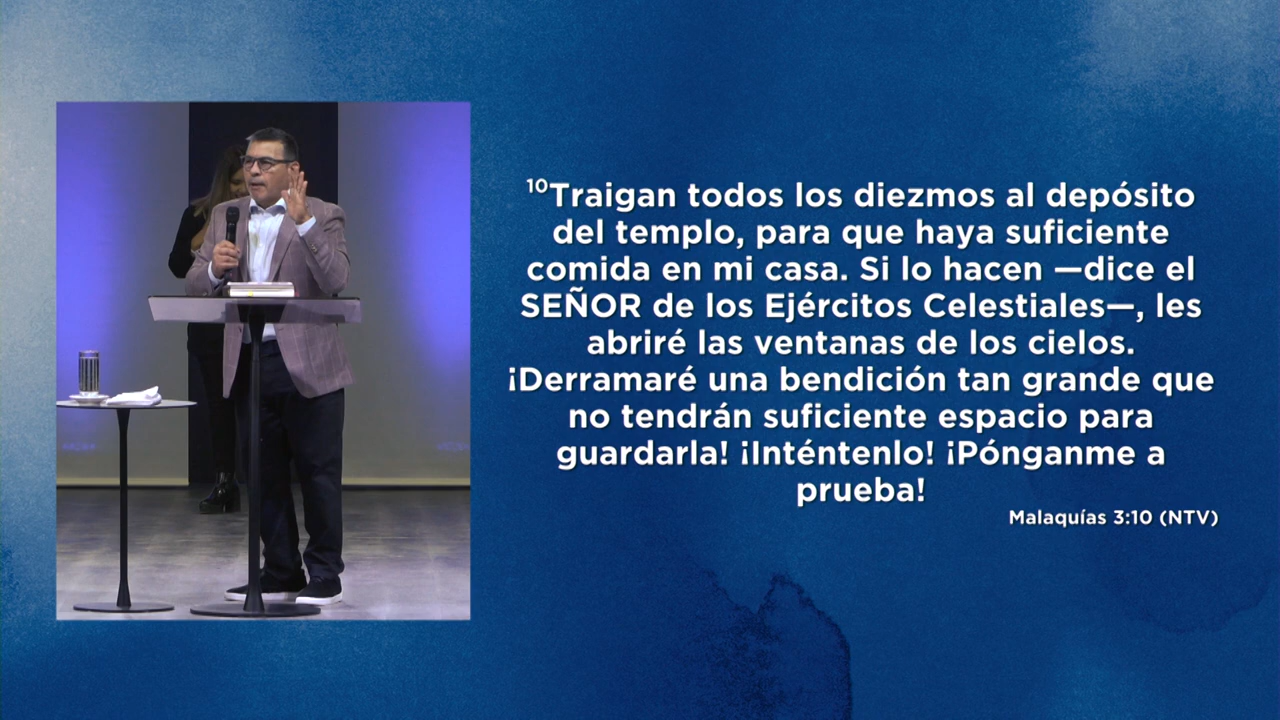 ¹⁰Traigan todos los diezmos al depósito
del templo, para que haya suficiente
comida en mi casa. Si lo hacen —dice el
SEÑOR de los Ejércitos Celestiales—, les
abriré las ventanas de los cielos.
¡Derramaré una bendición tan grande que
no tendrán suficiente espacio para
guardarla! ¡Inténtenlo! ¡Pónganme a
prueba!
Malaquías 3:10 (NTV)